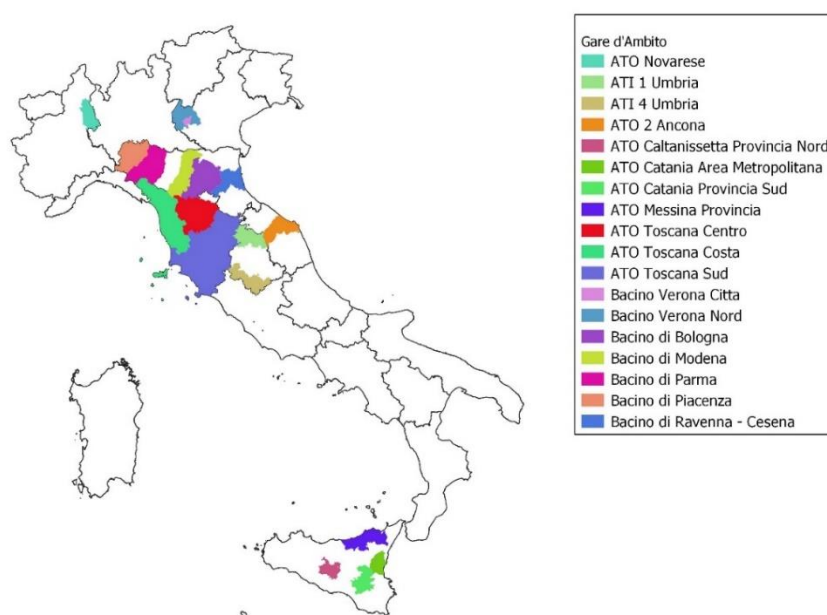 Gare d'Ambito
ATO Novarese
ATI 1 Umbria
ATI 4 Umbria
ATO 2 Ancona
ATO Caltanissetta Provincia Nord
ATO Catania Area Metropolitana
ATO Catania Provincia Sud
ATO Messina Provincia
ATO Toscana Centro
ATO Toscana Costa
ATO Toscana Sud
Bacino Verona Citta
Bacino Verona Nord
Bacino di Bologna
Bacino di Modena
Bacino di Parma
Bacino di Piacenza
Bacino di Ravenna - Cesena